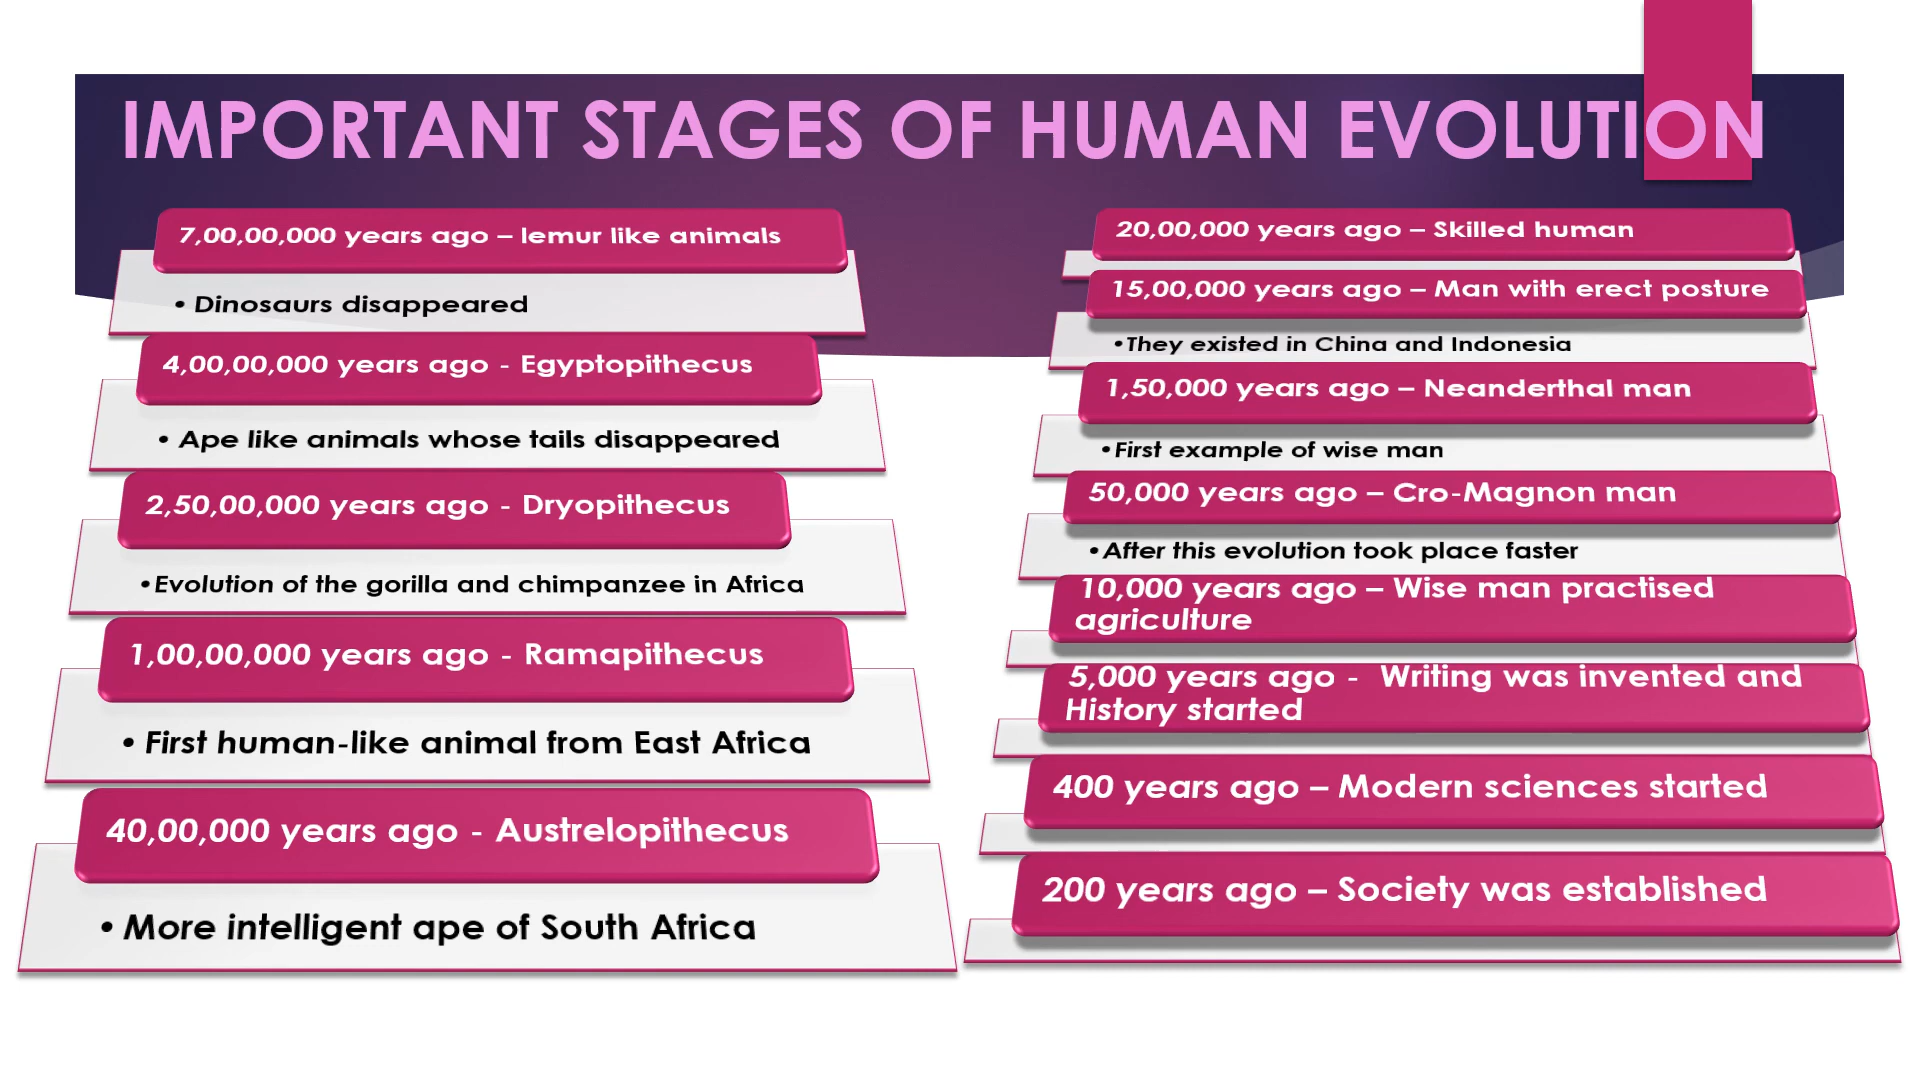 IMPORTANT STAGES OF HUMAN EVOLUTION
7,00,00,000 years ago – lemur like animals
• Dinosaurs disappeared
4,00,00,000 years ago - Egyptopithecus
• Ape like animals whose tails disappeared
2,50,00,000 years ago - Dryopithecus
•Evolution of the gorilla and chimpanzee in Africa
1,00,00,000 years ago - Ramapithecus
• First human-like animal from East Africa
40,00,000 years ago - Austrelopithecus
• More intelligent ape of South Africa
20,00,000 years ago – Skilled human
15,00,000 years ago – Man with erect posture
•They existed in China and Indonesia
1,50,000 years ago – Neanderthal man
•First example of wise man
50,000 years ago – Cro-Magnon man
•After this evolution took place faster
10,000 years ago – Wise man practised
agriculture
5,000 years ago - Writing was invented and
History started
400 years ago – Modern sciences started
200 years ago – Society was established